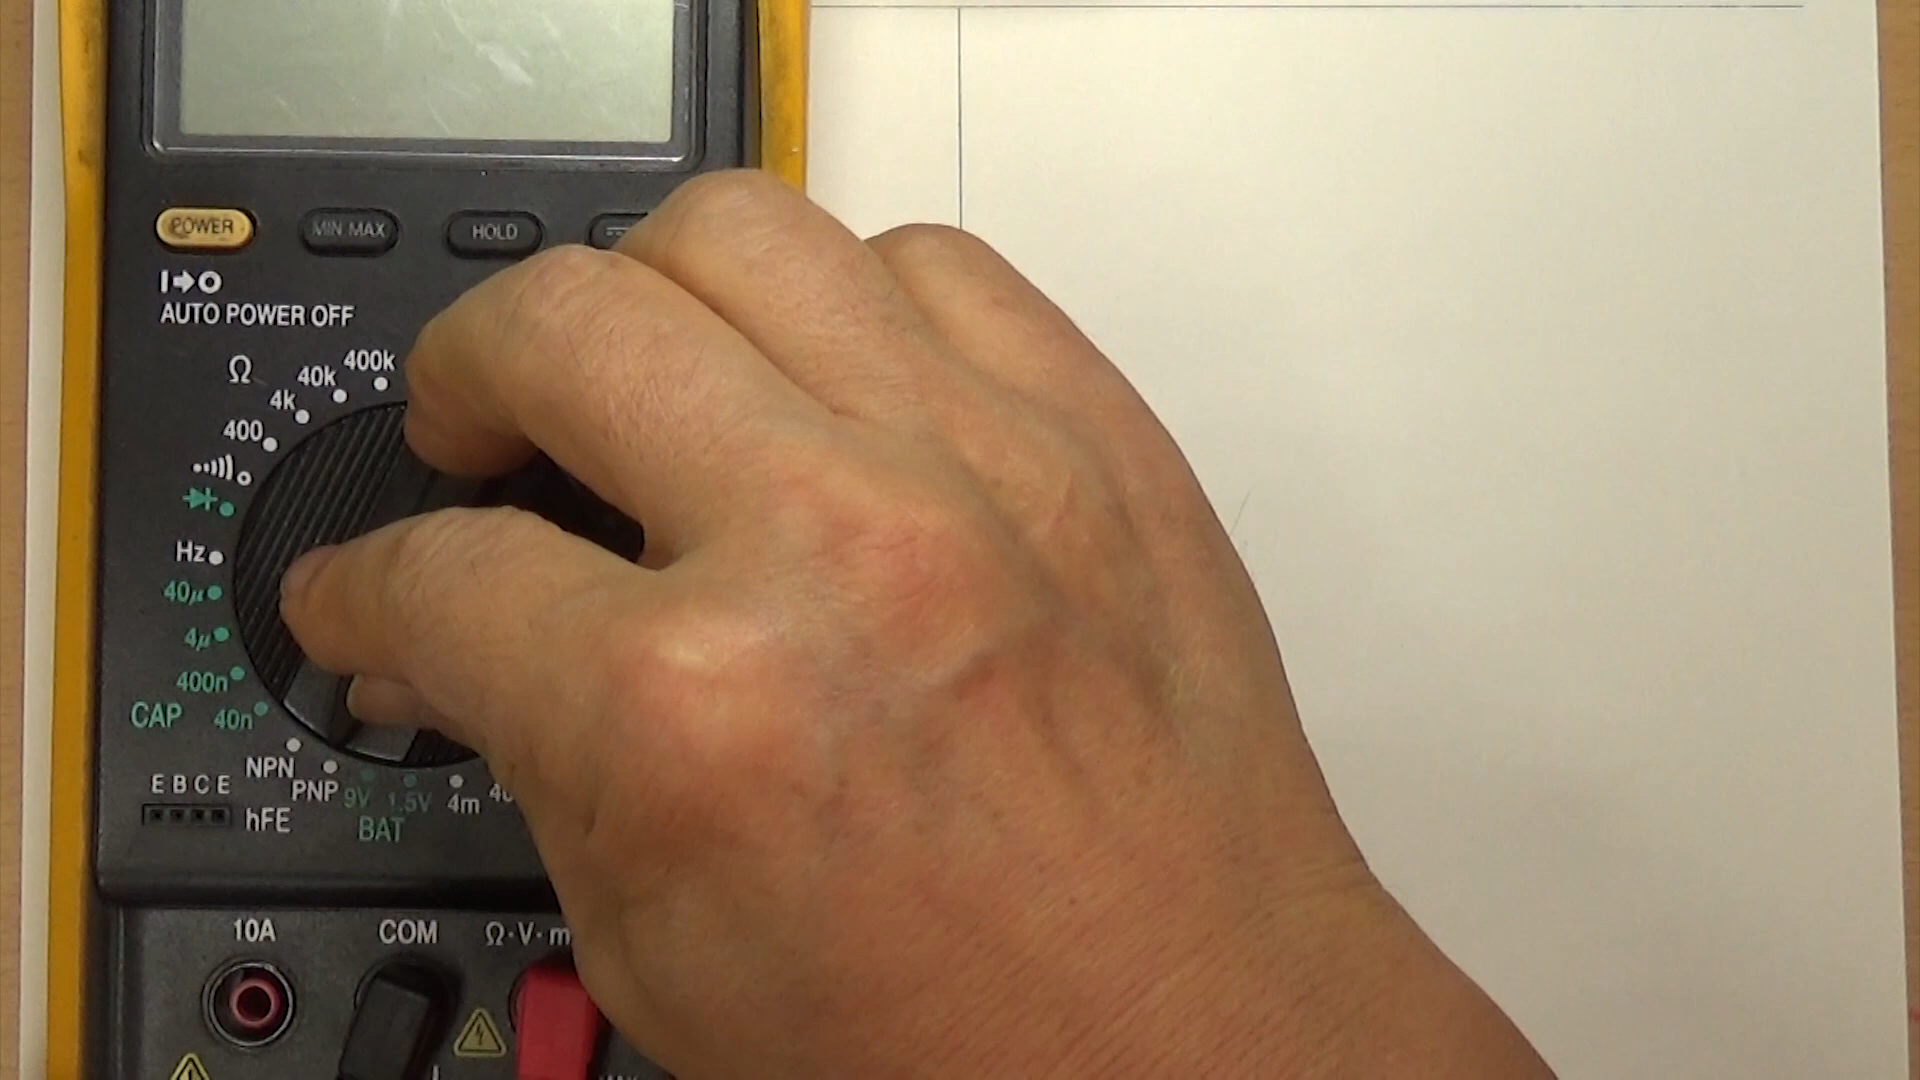 POWER MIN MAX HOLD
I O
AUTO POWER OFF
Ω
400k
40k
4k
400
Hz
40μ
4μ
400n
CAP 40n
NPN
PNP
9V
1.5V
4m
E B C E
hFE
BAT
10A COM Ω·V·m